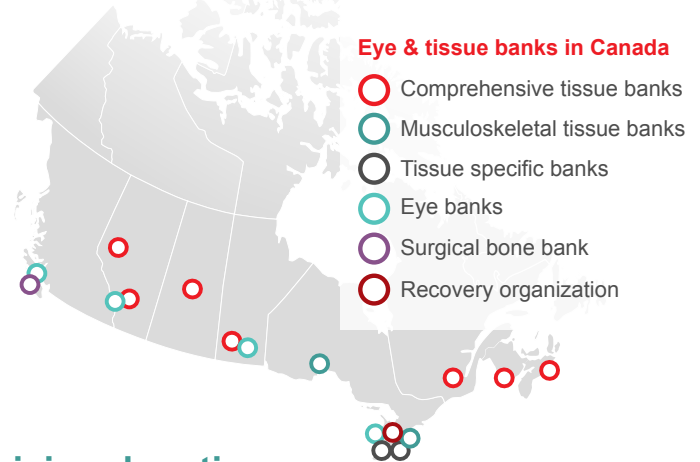 Eye & tissue banks in Canada
Comprehensive tissue banks
Musculoskeletal tissue banks
Tissue specific banks
Eye banks
Surgical bone bank
Recovery organization